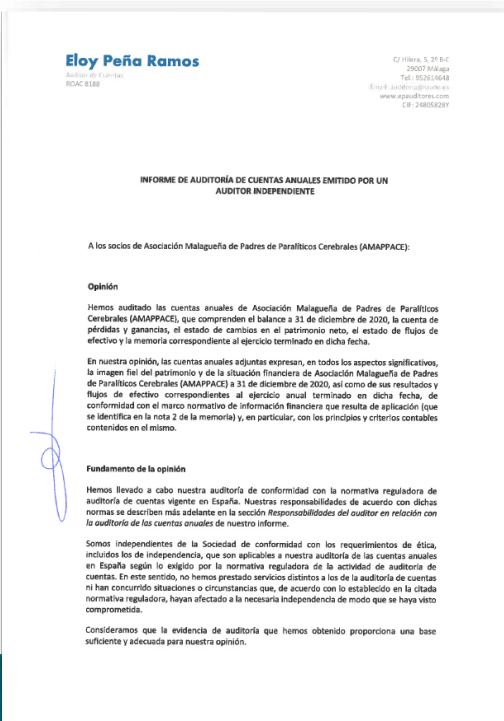 Eloy Peña Ramos
Auditor de Cuentas
ROAC 8188
C/ Hilera, 5, 2º B-C
29007 Málaga
Tel.: 952614648
www.epauditores.com
CIF: 24805828Y
INFORME DE AUDITORÍA DE CUENTAS ANUALES EMITIDO POR UN
AUDITOR INDEPENDIENTE
A los socios de Asociación Malagueña de Padres de Paralíticos Cerebrales (AMAPPACE):
Opinión
Hemos auditado las cuentas anuales de Asociación Malagueña de Padres de Paralíticos
Cerebrales (AMAPPACE), que comprenden el balance a 31 de diciembre de 2020, la cuenta de
pérdidas y ganancias, el estado de cambios en el patrimonio neto, el estado de flujos de
efectivo y la memoria correspondiente al ejercicio terminado en dicha fecha.
En nuestra opinión, las cuentas anuales adjuntas expresan, en todos los aspectos significativos,
la imagen fiel del patrimonio y de la situación financiera de Asociación Malagueña de Padres
de Paralíticos Cerebrales (AMAPPACE) a 31 de diciembre de 2020, así como de sus resultados y
flujos de efectivo correspondientes al ejercicio anual terminado en dicha fecha, de
conformidad con el marco normativo de información financiera que resulta de aplicación (que
se identifica en la nota 2 de la memoria) y, en particular, con los principios y criterios contables
contenidos en el mismo.
Fundamento de la opinión
Hemos llevado a cabo nuestra auditoría de conformidad con la normativa reguladora de
auditoría de cuentas vigente en España. Nuestras responsabilidades de acuerdo con dichas
normas se describen más adelante en la sección Responsabilidades del auditor en relación con
la auditoría de las cuentas anuales de nuestro informe.
Somos independientes de la Sociedad de conformidad con los requerimientos de ética,
incluidos los de independencia, que son aplicables a nuestra auditoría de las cuentas anuales
en España según lo exigido por la normativa reguladora de la actividad de auditoría de
cuentas. En este sentido, no hemos prestado servicios distintos a los de la auditoría de cuentas
ni han concurrido situaciones o circunstancias que, de acuerdo con lo establecido en la citada
normativa reguladora, hayan afectado a la necesaria independencia de modo que se haya visto
comprometida.
Consideramos que la evidencia de auditoría que hemos obtenido proporciona una base
suficiente y adecuada para nuestra opinión.